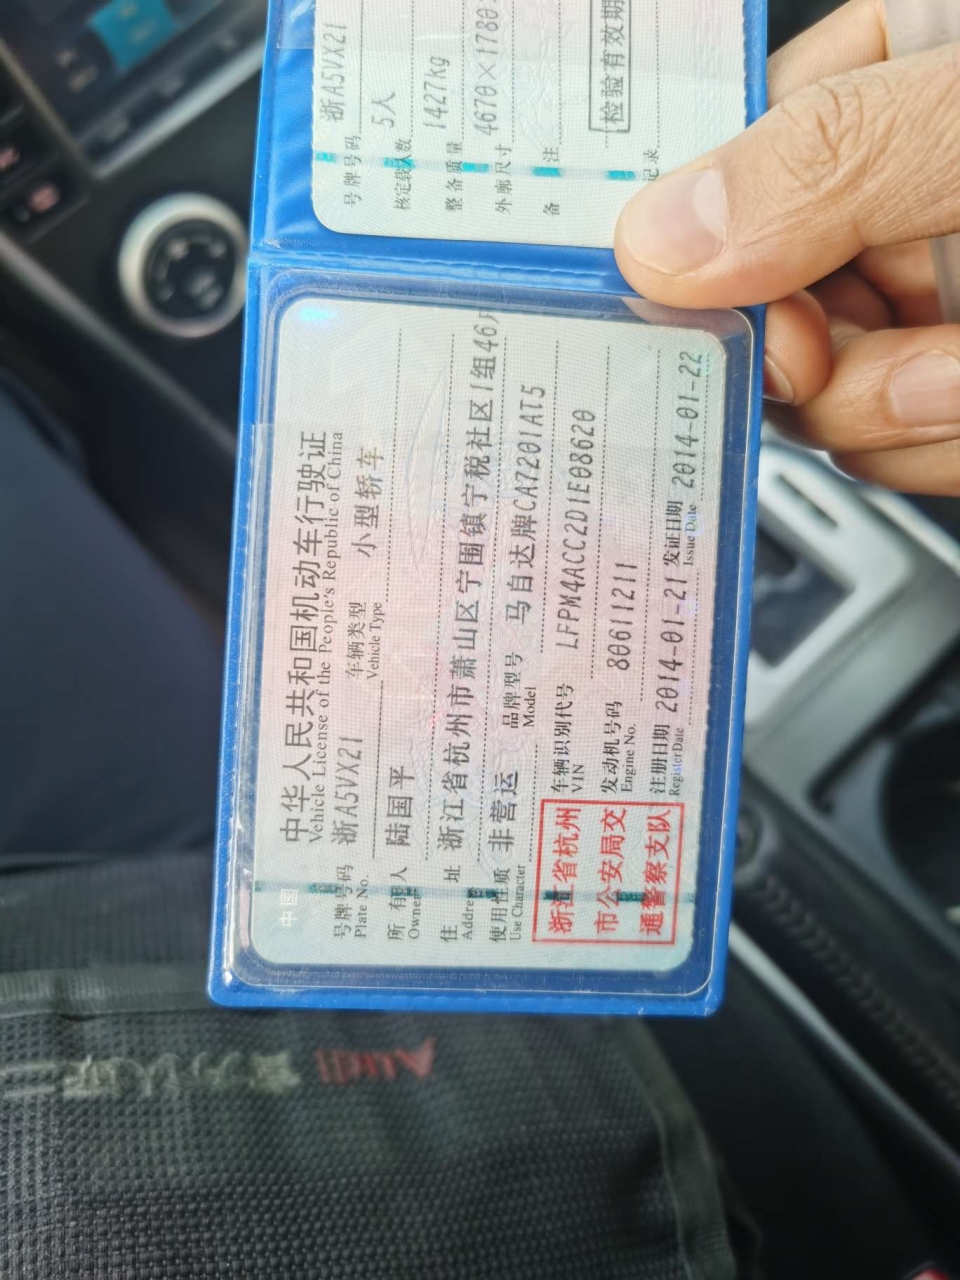 号牌号码 浙A5VX21
核定载人数 5人
整备质量 1427kg
外廓尺寸 4670×1780
备 注
检验有效期
记录
中国
中华人民共和国机动车行驶证
Vehicle License of the People's Republic of China
号牌号码 浙A5VX21 车辆类型 小型轿车
Plate No. Vehicle Type
所有人 陆国平
Owner
住 址 浙江省杭州市萧山区宁围镇宁税社区1组46
Address
使用性质 非营运 品牌型号 马自达牌CA7201AT5
Use Character Model
车辆识别代号 LFPM4ACC2D1E08620
VIN
发动机号码 80611211
Engine No.
注册日期 2014-01-21 发证日期 2014-01-22
Register Date Issue Date
浙江省杭州
市公安局交
通警察支队